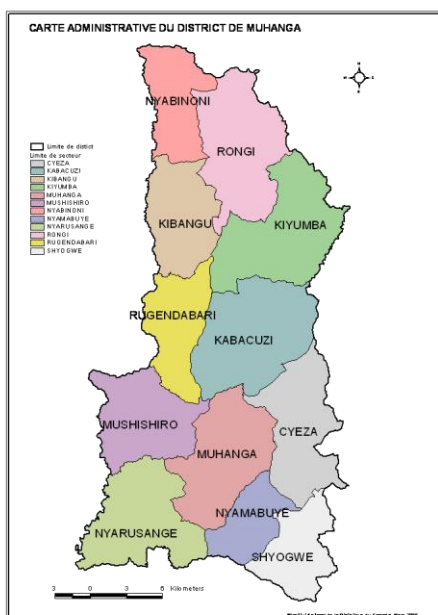 CARTE ADMINISTRATIVE DU DISTRICT DE MUHANGA
NYABINONI
RONGI
Limite de district
Limite de secteur
CYEZA
KABACUZI
KIBANGU
KIYUMBA
MUHANGA
MUSHISHIRO
NYABINONI
NYAMABUYE
NYARUSANGE
RONGI
RUGENDABARI
SHYOGWE
KIBANGU
KIYUMBA
RUGENDABARI
KABACUZI
MUSHISHIRO
CYEZA
MUHANGA
NYAMABUYE
NYARUSANGE
SHYOGWE
3 0 3 6 Kilometers